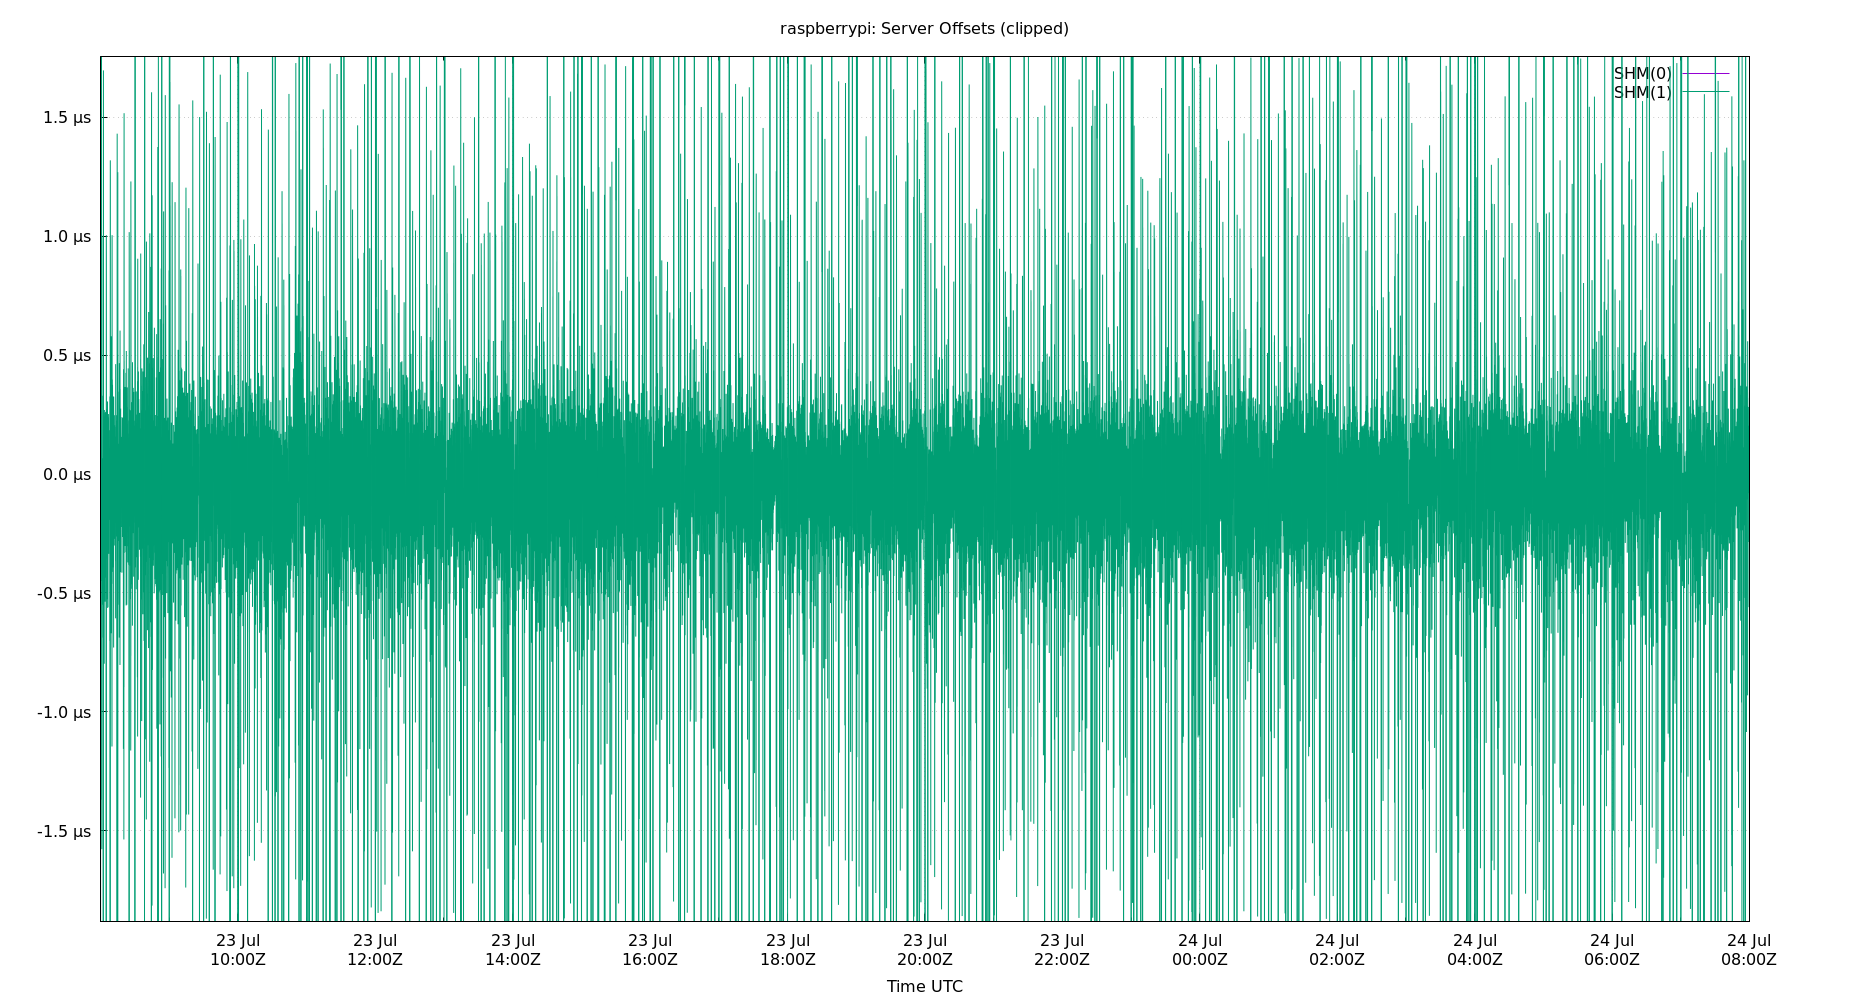 raspberrypi: Server Offsets (clipped)
SHM(0)
SHM(1)
1.5 µs
1.0 µs
0.5 µs
0.0 µs
-0.5 µs
-1.0 µs
-1.5 µs
23 Jul 23 Jul 23 Jul 23 Jul 23 Jul 23 Jul 23 Jul 24 Jul 24 Jul 24 Jul 24 Jul 24 Jul
10:00Z 12:00Z 14:00Z 16:00Z 18:00Z 20:00Z 22:00Z 00:00Z 02:00Z 04:00Z 06:00Z 08:00Z
Time UTC